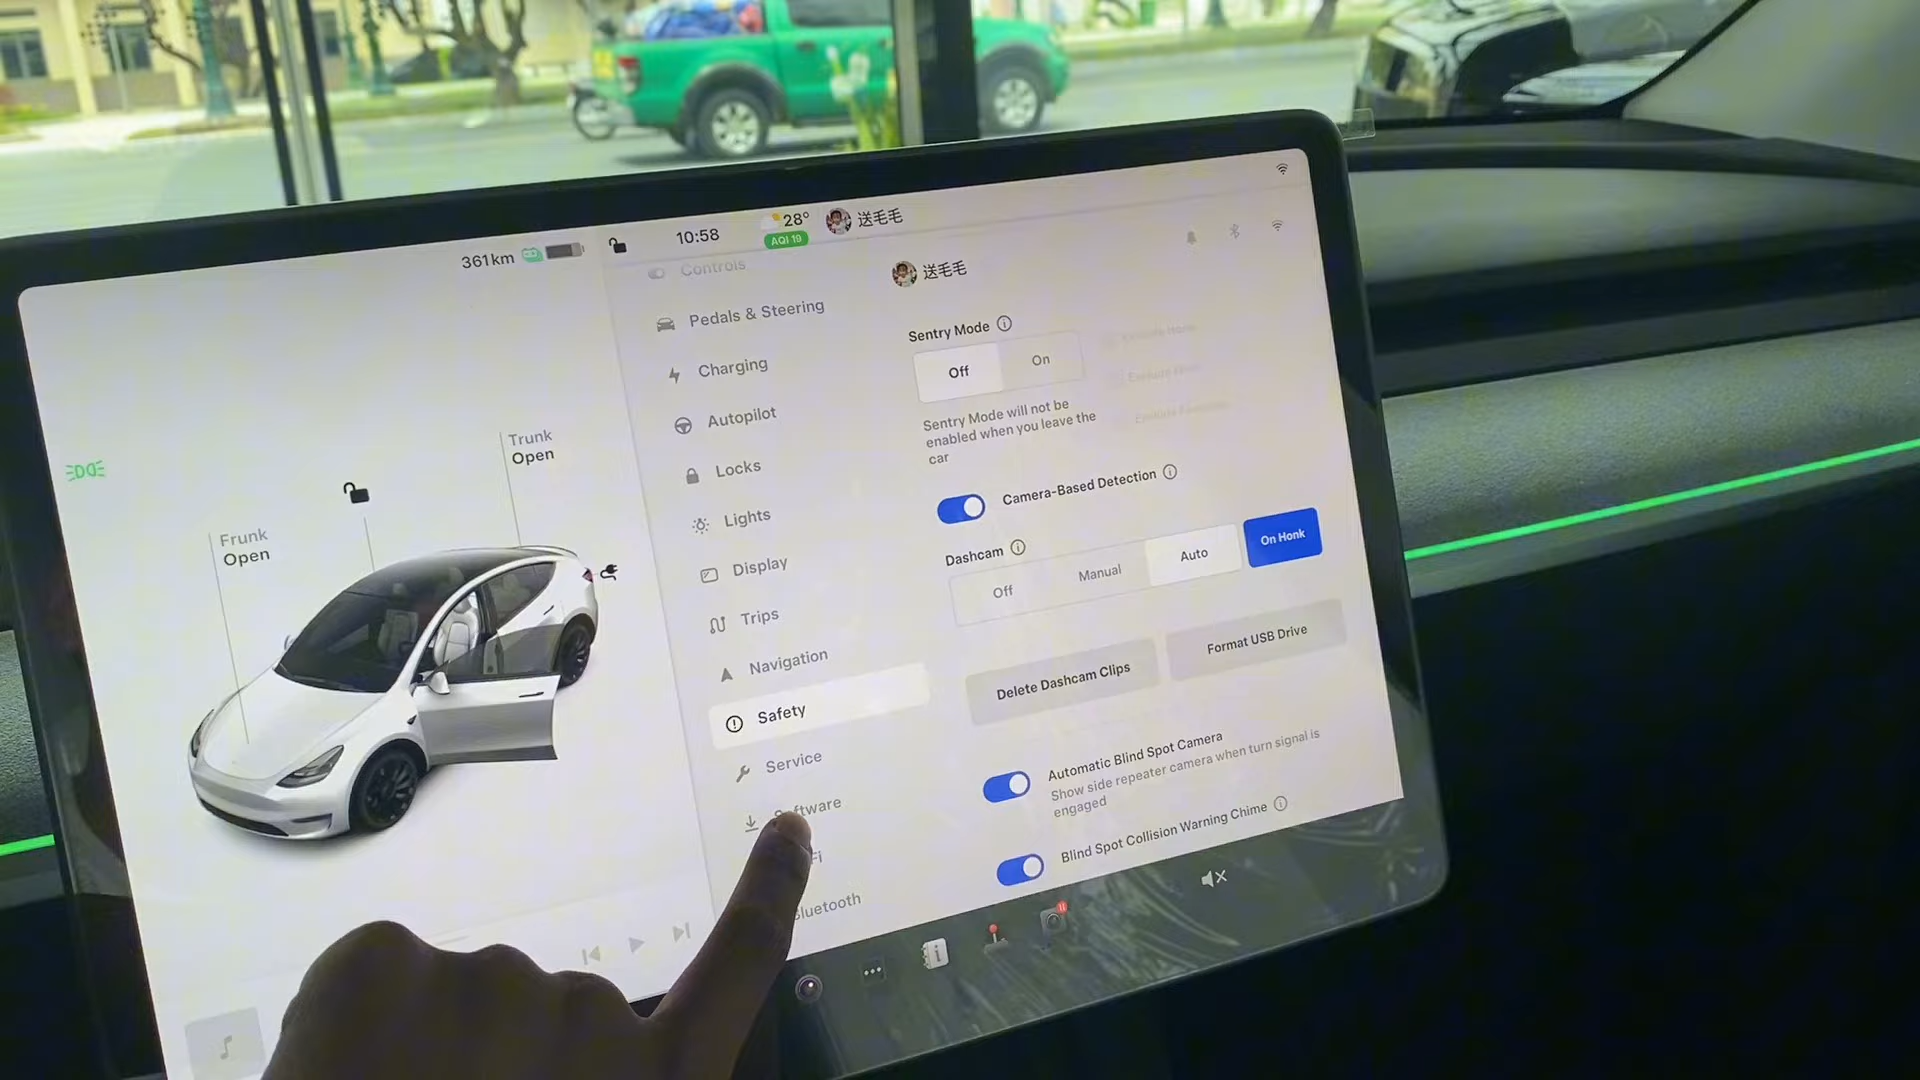 361km
10:58
28°
AQI 19
送毛毛
Trunk
Open
Frunk
Open
Controls
Pedals & Steering
Charging
Autopilot
Locks
Lights
Display
Trips
Navigation
Safety
Service
Software
Fi
Bluetooth
送毛毛
Sentry Mode
Off
On
Sentry Mode will not be
enabled when you leave the
car
Camera-Based Detection
Dashcam
Off
Manual
Auto
On Honk
Delete Dashcam Clips
Format USB Drive
Automatic Blind Spot Camera
Show side repeater camera when turn signal is
engaged
Blind Spot Collision Warning Chime